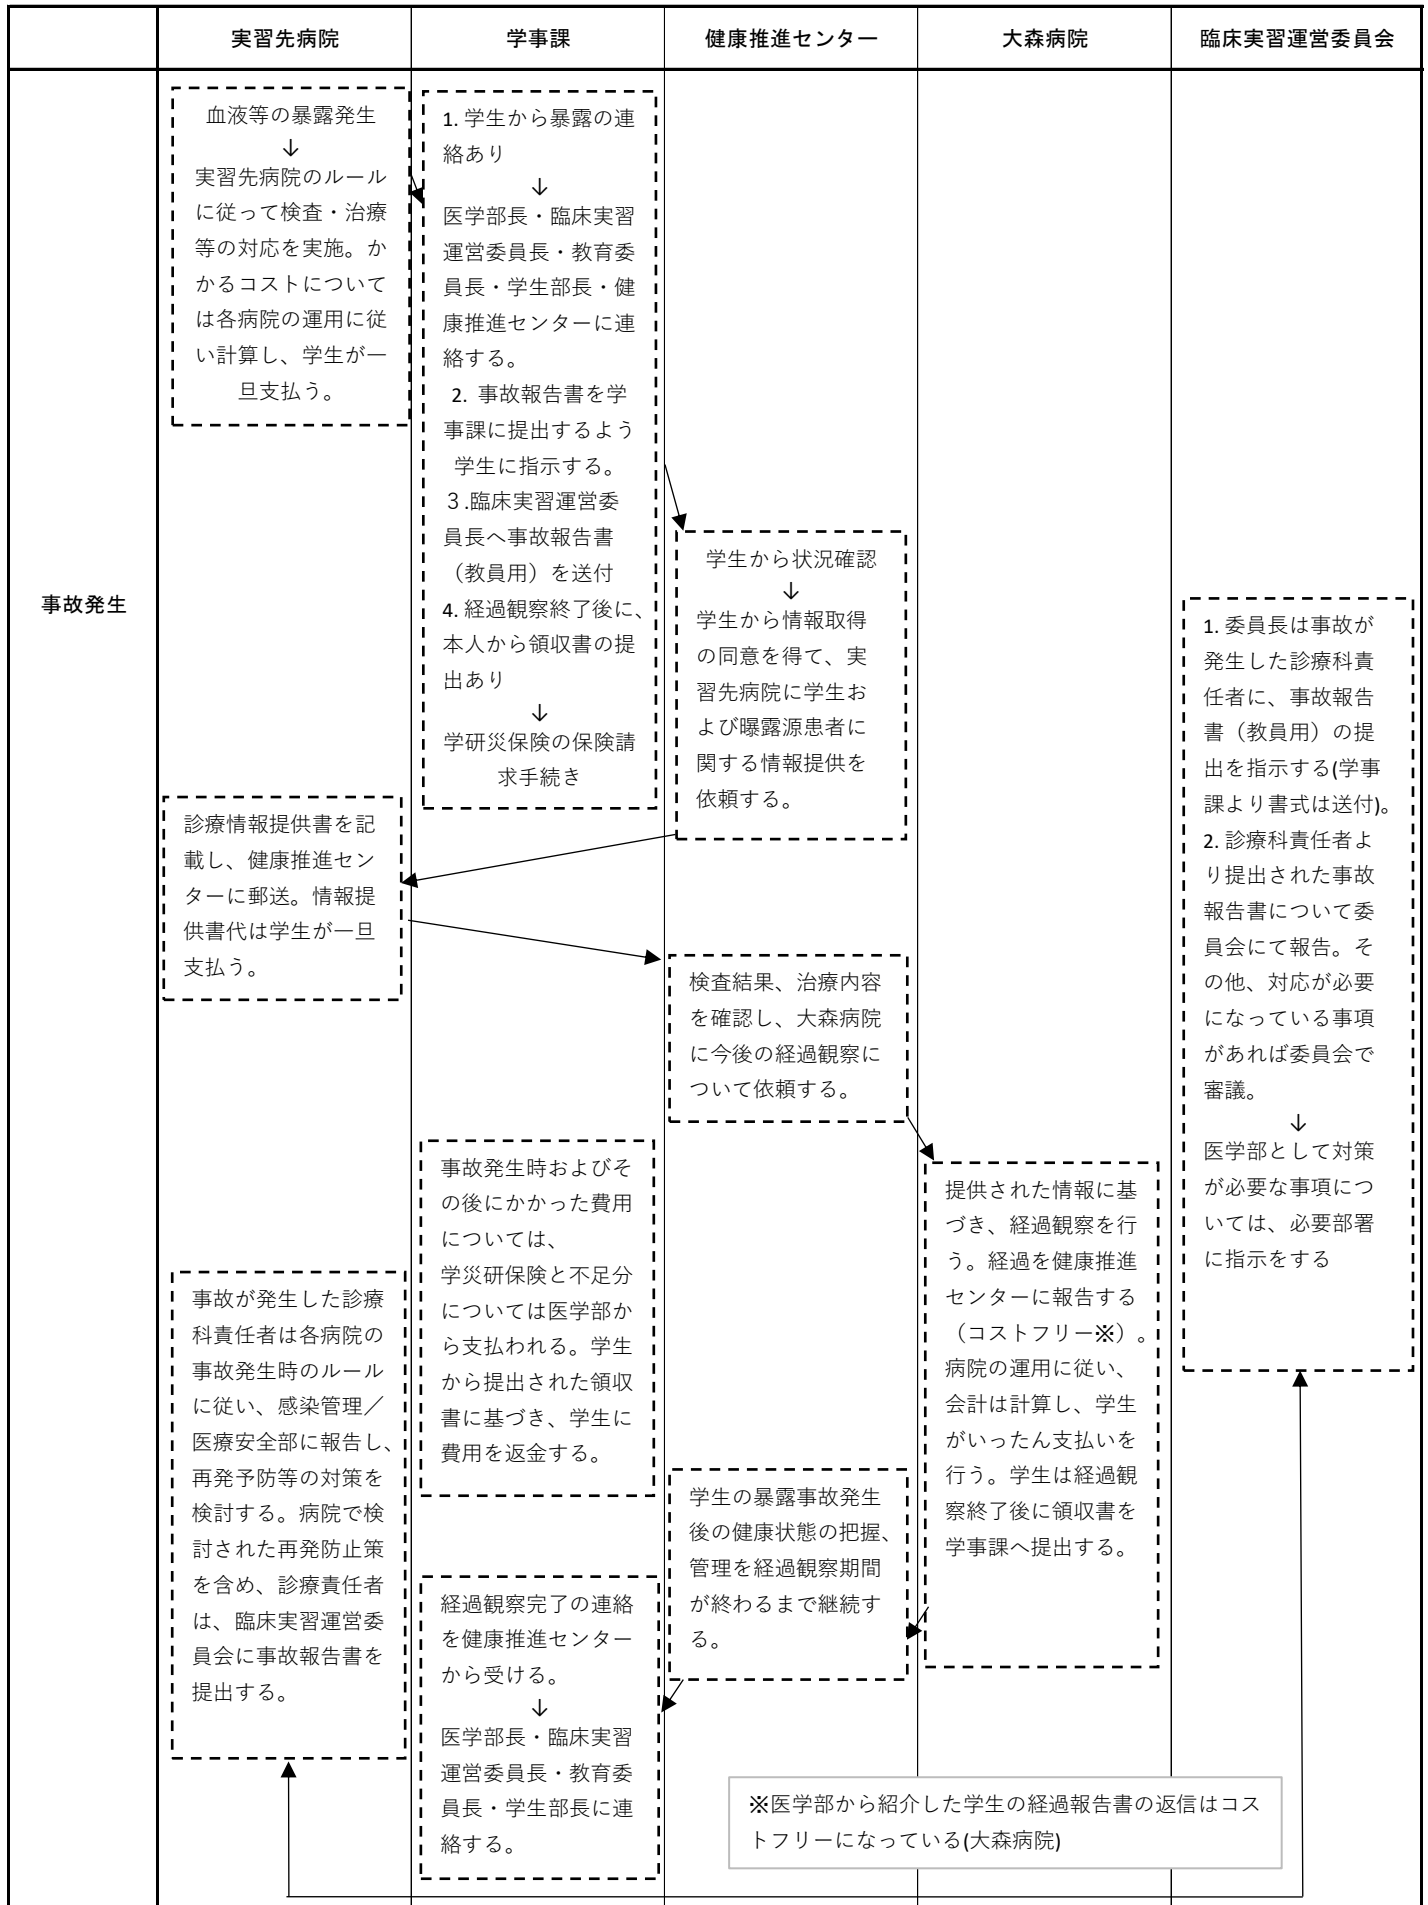 実習先病院
学事課
健康推進センター
大森病院
臨床実習運営委員会
事故発生
血液等の暴露発生
↓
実習先病院のルール
に従って検査・治療
等の対応を実施。か
かるコストについて
は各病院の運用に従
い計算し、学生が一
旦支払う。
1. 学生から暴露の連
絡あり
↓
医学部長・臨床実習
運営委員長・教育委
員長・学生部長・健
康推進センターに連
絡する。
2. 事故報告書を学
事課に提出するよう
学生に指示する。
３.臨床実習運営委
員長へ事故報告書
（教員用）を送付
4. 経過観察終了後に、
本人から領収書の提
出あり
↓
学研災保険の保険請
求手続き
学生から状況確認
↓
学生から情報取得
の同意を得て、実
習先病院に学生お
よび曝露源患者に
関する情報提供を
依頼する。
診療情報提供書を記
載し、健康推進セン
ターに郵送。情報提
供書代は学生が一旦
支払う。
検査結果、治療内容
を確認し、大森病院
に今後の経過観察に
ついて依頼する。
1. 委員長は事故が
発生した診療科責
任者に、事故報告
書（教員用）の提
出を指示する(学事
課より書式は送付)。
2. 診療科責任者よ
り提出された事故
報告書について委
員会にて報告。そ
の他、対応が必要
になっている事項
があれば委員会で
審議。
↓
医学部として対策
が必要な事項につ
いては、必要部署
に指示をする
事故発生時およびそ
の後にかかった費用
については、
学災研保険と不足分
については医学部か
ら支払われる。学生
から提出された領収
書に基づき、学生に
費用を返金する。
提供された情報に基
づき、経過観察を行
う。経過を健康推進
センターに報告する
（コストフリー※）。
病院の運用に従い、
会計は計算し、学生
がいったん支払いを
行う。学生は経過観
察終了後に領収書を
学事課へ提出する。
事故が発生した診療
科責任者は各病院の
事故発生時のルール
に従い、感染管理／
医療安全部に報告し、
再発予防等の対策を
検討する。病院で検
討された再発防止策
を含め、診療責任者
は、臨床実習運営委
員会に事故報告書を
提出する。
学生の暴露事故発生
後の健康状態の把握、
管理を経過観察期間
が終わるまで継続す
る。
経過観察完了の連絡
を健康推進センター
から受ける。
↓
医学部長・臨床実習
運営委員長・教育委
員長・学生部長に連
絡する。
※医学部から紹介した学生の経過報告書の返信はコス
トフリーになっている(大森病院)